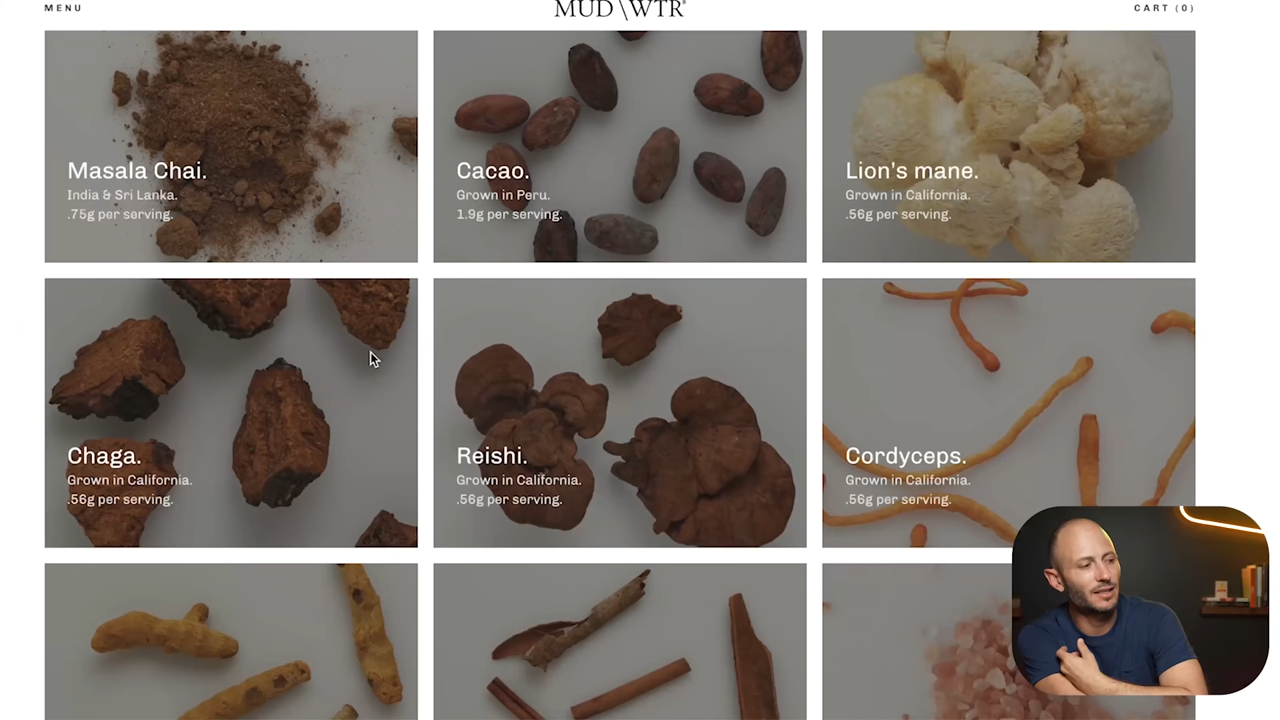 MENU
MUD\WTR®
CART (0)
Masala Chai.
India & Sri Lanka.
.75g per serving.
Cacao.
Grown in Peru.
1.9g per serving.
Lion's mane.
Grown in California.
.56g per serving.
Chaga.
Grown in California.
.56g per serving.
Reishi.
Grown in California.
.56g per serving.
Cordyceps.
Grown in California.
.56g per serving.